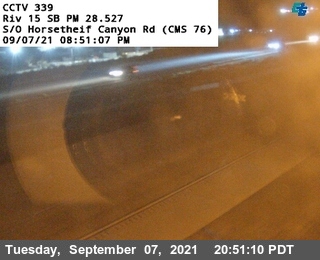 CCTV 339
Riv 15 SB PM 28.527
S/O Horsetheif Canyon Rd (CMS 76)
09/07/21 08:51:07 PM
Tuesday, September 07, 2021 20:51:10 PDT